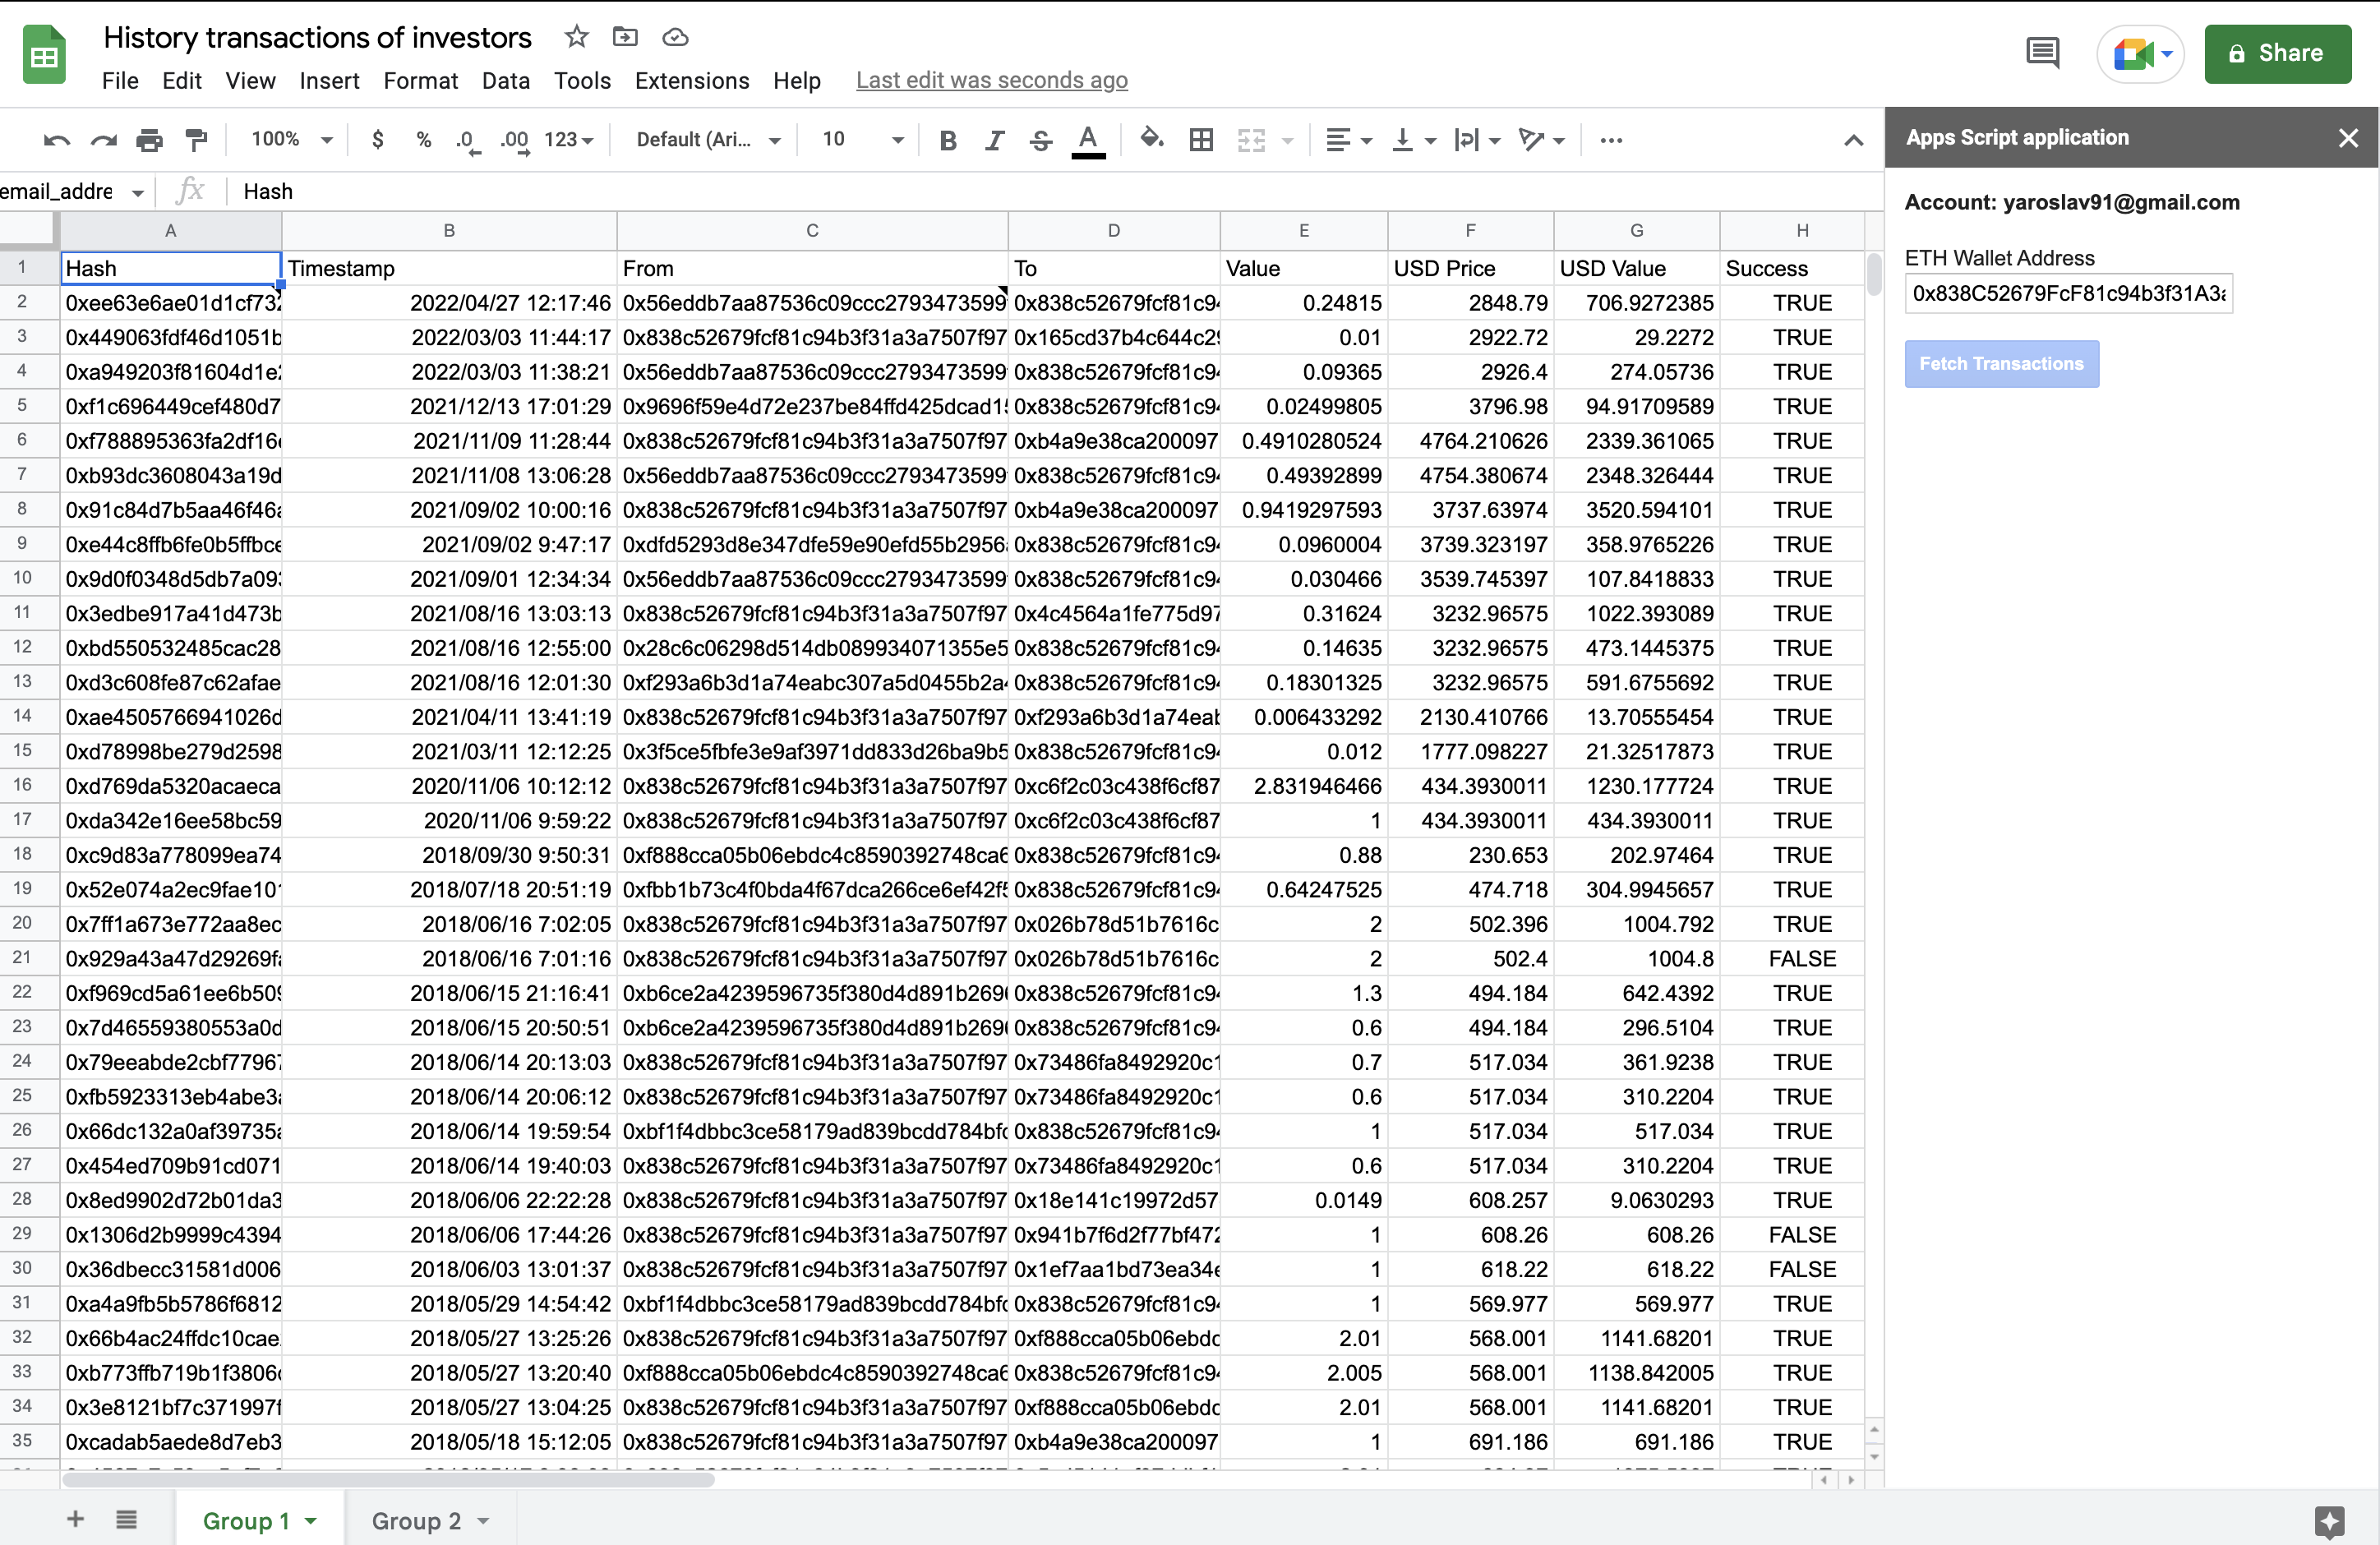 History transactions of investors
File Edit View Insert Format Data Tools Extensions Help Last edit was seconds ago
Share
100% $ % .0 .00 123 Default (Ari... 10 B I S A ...
email_addre fx Hash
Apps Script application
Account: yaroslav91@gmail.com
ETH Wallet Address
0x838C52679FcF81c94b3f31A3
Fetch Transactions
A B C D E F G H
1 Hash Timestamp From To Value USD Price USD Value Success
2 0xee63e6ae01d1cf73 2022/04/27 12:17:46 0x56eddb7aa87536c09ccc2793473599 0x838c52679fcf81c9 0.24815 2848.79 706.9272385 TRUE
3 0x449063fdf46d1051b 2022/03/03 11:44:17 0x838c52679fcf81c94b3f31a3a7507f97 0x165cd37b4c644c2 0.01 2922.72 29.2272 TRUE
4 0xa949203f81604d1e 2022/03/03 11:38:21 0x56eddb7aa87536c09ccc2793473599 0x838c52679fcf81c9 0.09365 2926.4 274.05736 TRUE
5 0xf1c696449cef480d7 2021/12/13 17:01:29 0x9696f59e4d72e237be84ffd425dcad1 0x838c52679fcf81c9 0.02499805 3796.98 94.91709589 TRUE
6 0xf788895363fa2df16 2021/11/09 11:28:44 0x838c52679fcf81c94b3f31a3a7507f97 0xb4a9e38ca200097 0.4910280524 4764.210626 2339.361065 TRUE
7 0xb93dc3608043a19d 2021/11/08 13:06:28 0x56eddb7aa87536c09ccc2793473599 0x838c52679fcf81c9 0.49392899 4754.380674 2348.326444 TRUE
8 0x91c84d7b5aa46f46 2021/09/02 10:00:16 0x838c52679fcf81c94b3f31a3a7507f97 0xb4a9e38ca200097 0.9419297593 3737.63974 3520.594101 TRUE
9 0xe44c8ffb6fe0b5ffbc 2021/09/02 9:47:17 0xdfd5293d8e347dfe59e90efd55b2956 0x838c52679fcf81c9 0.0960004 3739.323197 358.9765226 TRUE
10 0x9d0f0348d5db7a09 2021/09/01 12:34:34 0x56eddb7aa87536c09ccc2793473599 0x838c52679fcf81c9 0.030466 3539.745397 107.8418833 TRUE
11 0x3edbe917a41d473b 2021/08/16 13:03:13 0x838c52679fcf81c94b3f31a3a7507f97 0x4c4564a1fe775d97 0.31624 3232.96575 1022.393089 TRUE
12 0xbd550532485cac28 2021/08/16 12:55:00 0x28c6c06298d514db089934071355e5 0x838c52679fcf81c9 0.14635 3232.96575 473.1445375 TRUE
13 0xd3c608fe87c62afae 2021/08/16 12:01:30 0xf293a6b3d1a74eabc307a5d0455b2a 0x838c52679fcf81c9 0.18301325 3232.96575 591.6755692 TRUE
14 0xae4505766941026d 2021/04/11 13:41:19 0x838c52679fcf81c94b3f31a3a7507f97 0xf293a6b3d1a74ea 0.006433292 2130.410766 13.70555454 TRUE
15 0xd78998be279d2598 2021/03/11 12:12:25 0x3f5ce5fbfe3e9af3971dd833d26ba9b5 0x838c52679fcf81c9 0.012 1777.098227 21.32517873 TRUE
16 0xd769da5320acaeca 2020/11/06 10:12:12 0x838c52679fcf81c94b3f31a3a7507f97 0xc6f2c03c438f6cf87 2.831946466 434.3930011 1230.177724 TRUE
17 0xda342e16ee58bc59 2020/11/06 9:59:22 0x838c52679fcf81c94b3f31a3a7507f97 0xc6f2c03c438f6cf87 1 434.3930011 434.3930011 TRUE
18 0xc9d83a778099ea74 2018/09/30 9:50:31 0xf888cca05b06ebdc4c8590392748ca6 0x838c52679fcf81c9 0.88 230.653 202.97464 TRUE
19 0x52e074a2ec9fae10 2018/07/18 20:51:19 0xfbb1b73c4f0bda4f67dca266ce6ef42f 0x838c52679fcf81c9 0.64247525 474.718 304.9945657 TRUE
20 0x7ff1a673e772aa8ec 2018/06/16 7:02:05 0x838c52679fcf81c94b3f31a3a7507f97 0x026b78d51b7616c 2 502.396 1004.792 TRUE
21 0x929a43a47d29269f 2018/06/16 7:01:16 0x838c52679fcf81c94b3f31a3a7507f97 0x026b78d51b7616c 2 502.4 1004.8 FALSE
22 0xf969cd5a61ee6b50 2018/06/15 21:16:41 0xb6ce2a4239596735f380d4d891b269 0x838c52679fcf81c9 1.3 494.184 642.4392 TRUE
23 0x7d46559380553a0d 2018/06/15 20:50:51 0xb6ce2a4239596735f380d4d891b269 0x838c52679fcf81c9 0.6 494.184 296.5104 TRUE
24 0x79eeabde2cbf7796 2018/06/14 20:13:03 0x838c52679fcf81c94b3f31a3a7507f97 0x73486fa8492920c1 0.7 517.034 361.9238 TRUE
25 0xfb5923313eb4abe3 2018/06/14 20:06:12 0x838c52679fcf81c94b3f31a3a7507f97 0x73486fa8492920c1 0.6 517.034 310.2204 TRUE
26 0x66dc132a0af39735 2018/06/14 19:59:54 0xbf1f4dbbc3ce58179ad839bcdd784bf 0x838c52679fcf81c9 1 517.034 517.034 TRUE
27 0x454ed709b91cd071 2018/06/14 19:40:03 0x838c52679fcf81c94b3f31a3a7507f97 0x73486fa8492920c1 0.6 517.034 310.2204 TRUE
28 0x8ed9902d72b01da3 2018/06/06 22:22:28 0x838c52679fcf81c94b3f31a3a7507f97 0x18e141c19972d57 0.0149 608.257 9.0630293 TRUE
29 0x1306d2b9999c4394 2018/06/06 17:44:26 0x838c52679fcf81c94b3f31a3a7507f97 0x941b7f6d2f77bf472 1 608.26 608.26 FALSE
30 0x36dbecc31581d006 2018/06/03 13:01:37 0x838c52679fcf81c94b3f31a3a7507f97 0x1ef7aa1bd73ea34 1 618.22 618.22 FALSE
31 0xa4a9fb5b5786f6812 2018/05/29 14:54:42 0xbf1f4dbbc3ce58179ad839bcdd784bf 0x838c52679fcf81c9 1 569.977 569.977 TRUE
32 0x66b4ac24ffdc10cae 2018/05/27 13:25:26 0x838c52679fcf81c94b3f31a3a7507f97 0xf888cca05b06ebdc 2.01 568.001 1141.68201 TRUE
33 0xb773ffb719b1f3806 2018/05/27 13:20:40 0xf888cca05b06ebdc4c8590392748ca6 0x838c52679fcf81c9 2.005 568.001 1138.842005 TRUE
34 0x3e8121bf7c371997f 2018/05/27 13:04:25 0x838c52679fcf81c94b3f31a3a7507f97 0xf888cca05b06ebdc 2.01 568.001 1141.68201 TRUE
35 0xcadab5aede8d7eb3 2018/05/18 15:12:05 0x838c52679fcf81c94b3f31a3a7507f97 0xb4a9e38ca200097 1 691.186 691.186 TRUE
Group 1 Group 2